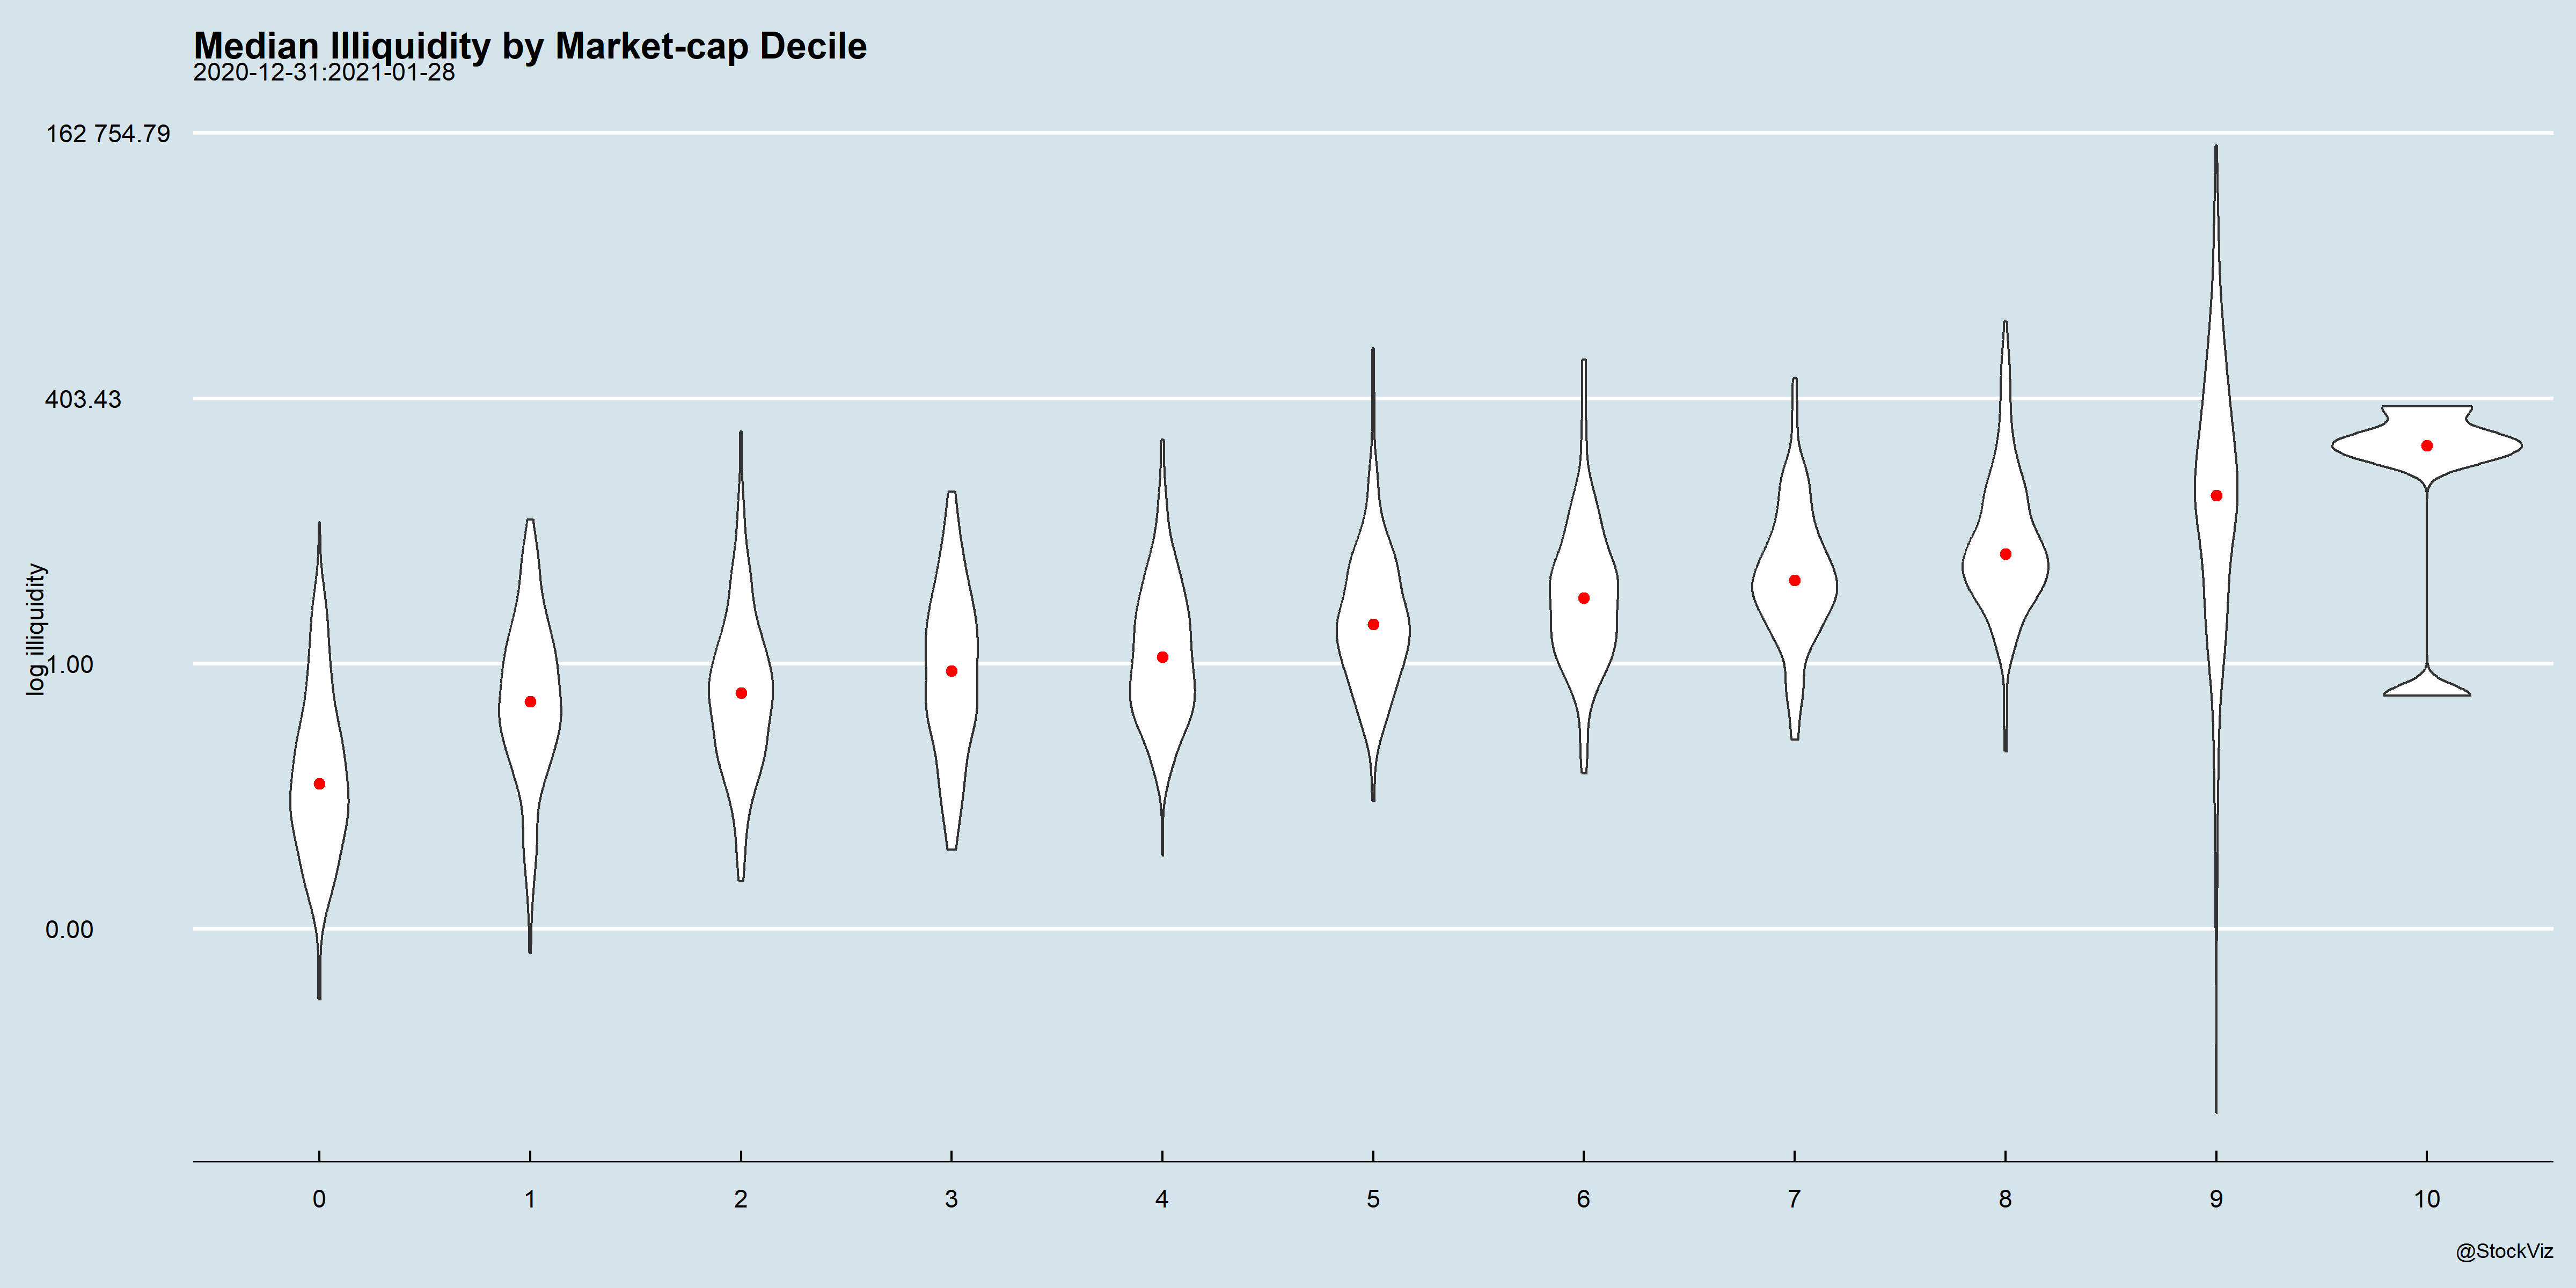 Median Illiquidity by Market-cap Decile
2020-12-31:2021-01-28
162 754.79
403.43
1.00
0.00
log illiquidity
0 1 2 3 4 5 6 7 8 9 10
@StockViz